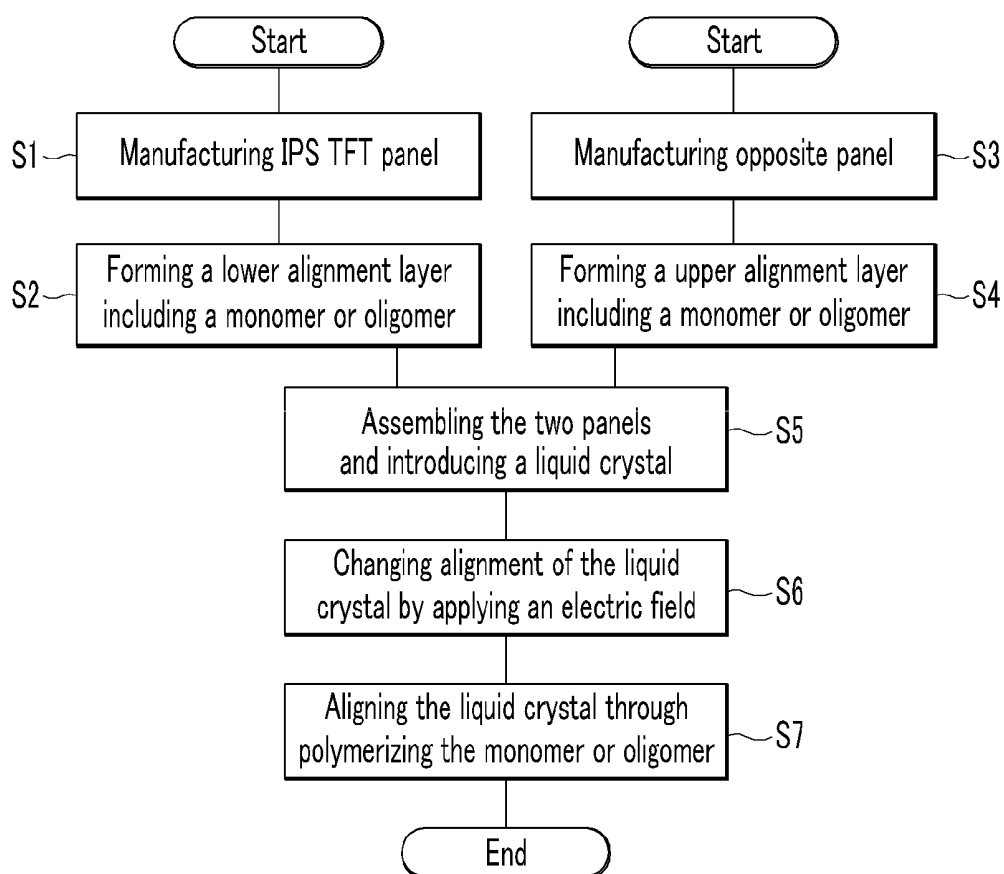 Start
Start
S1
Manufacturing IPS TFT panel
Manufacturing opposite panel
S3
S2
Forming a lower alignment layer
including a monomer or oligomer
Forming a upper alignment layer
including a monomer or oligomer
S4
Assembling the two panels
and introducing a liquid crystal
S5
Changing alignment of the liquid
crystal by applying an electric field
S6
Aligning the liquid crystal through
polymerizing the monomer or oligomer
S7
End